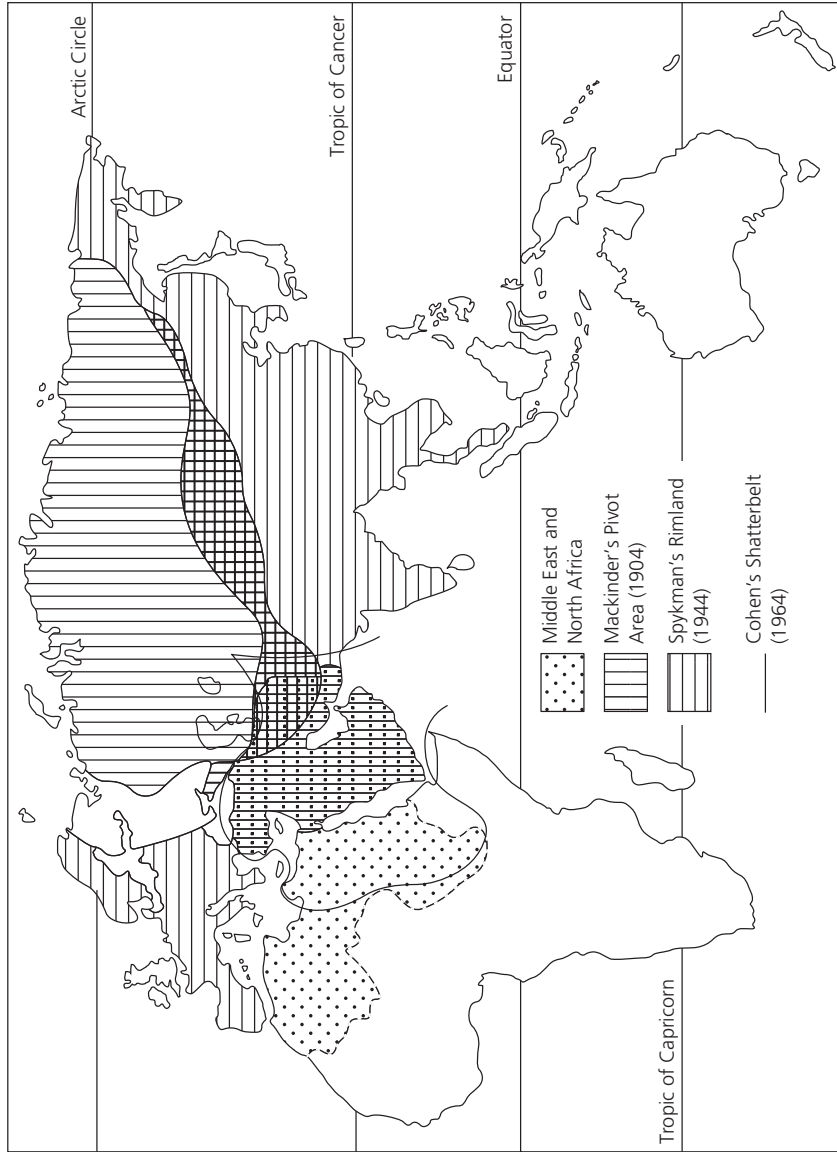 Arctic Circle
Tropic of Cancer
Equator
Tropic of Capricorn
Middle East and
North Africa
Mackinder's Pivot
Area (1904)
Spykman's Rimland
(1944)
Cohen's Shatterbelt
(1964)